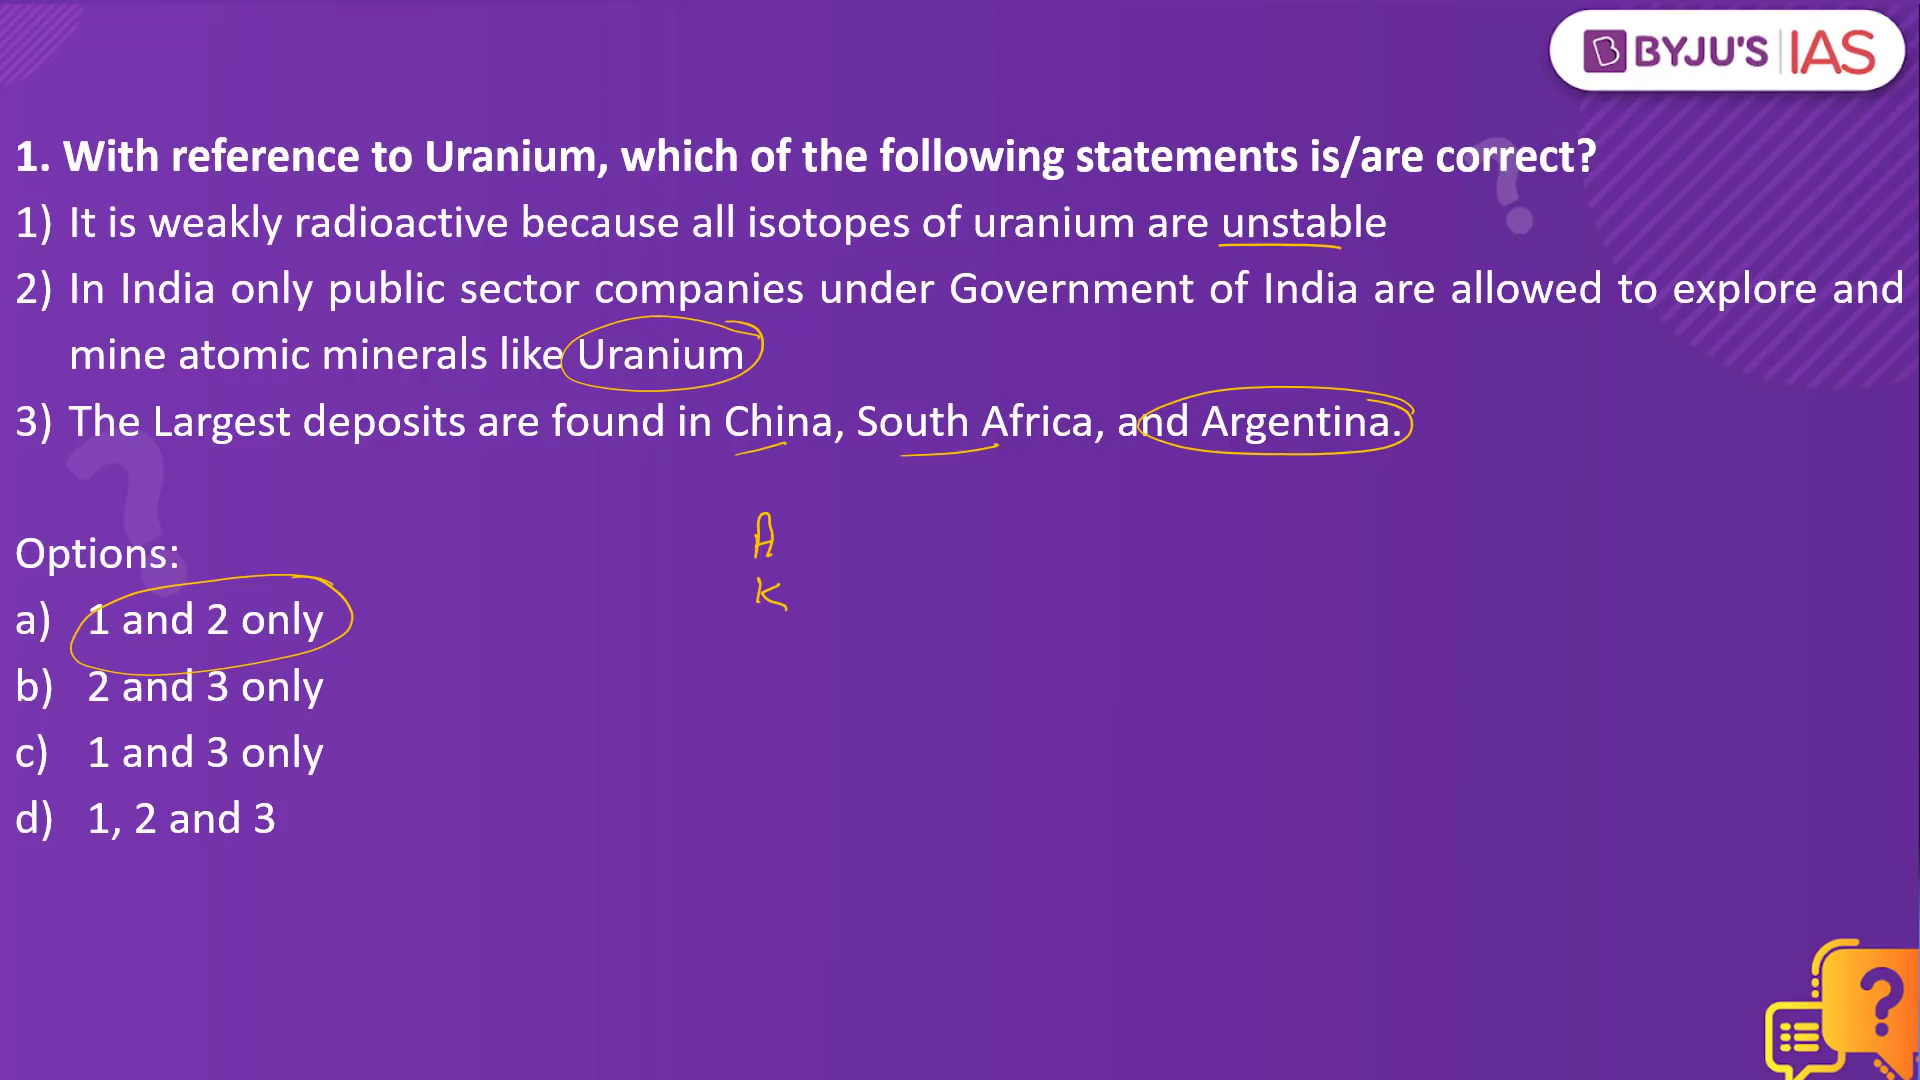 BYJU'S IAS
1. With reference to Uranium, which of the following statements is/are correct?
1) It is weakly radioactive because all isotopes of uranium are unstable
2) In India only public sector companies under Government of India are allowed to explore and
mine atomic minerals like Uranium
3) The Largest deposits are found in China, South Africa, and Argentina.
A
K
Options:
a) 1 and 2 only
b) 2 and 3 only
c) 1 and 3 only
d) 1, 2 and 3